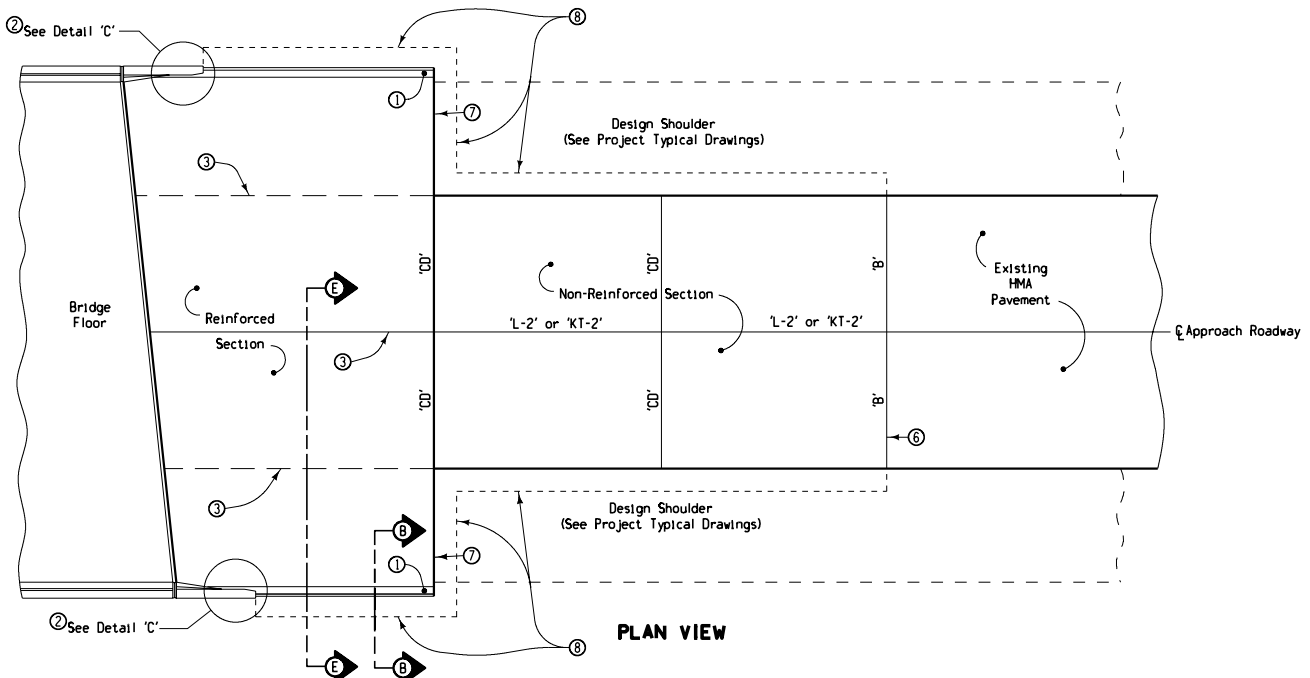 ②See Detail 'C'
⑧
①
⑦
Design Shoulder
(See Project Typical Drawings)
③
'CD'
'CD'
'B'
E
Existing
HMA
Pavement
Non-Reinforced Section
Bridge
Floor
Reinforced
Section
'L-2' or 'KT-2'
'L-2' or 'KT-2'
℄ Approach Roadway
③
'CD'
'CD'
'B'
⑥
③
Design Shoulder
(See Project Typical Drawings)
B
⑦
①
②See Detail 'C'
PLAN VIEW
⑧
E
B